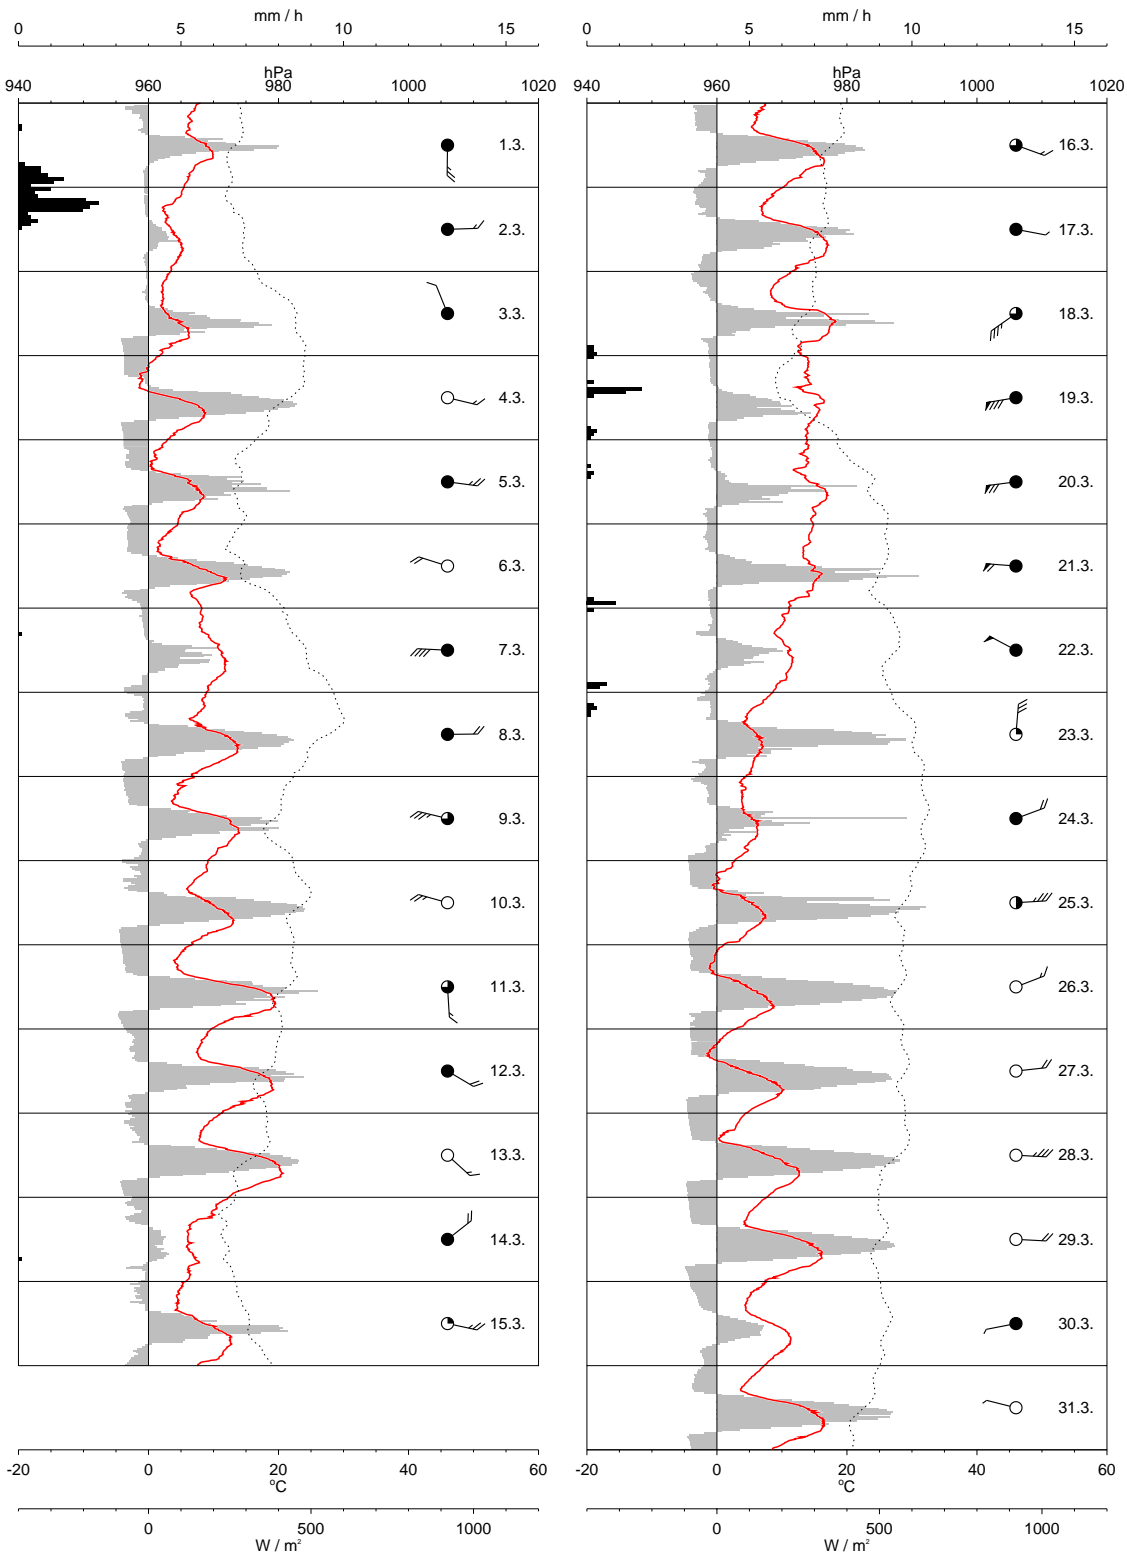 mm / h
0 5 10 15
hPa
940 960 980 1000 1020
1.3.
2.3.
3.3.
4.3.
5.3.
6.3.
7.3.
8.3.
9.3.
10.3.
11.3.
12.3.
13.3.
14.3.
15.3.
-20 0 20 40 60
°C
0 500 1000
W / m²
mm / h
0 5 10 15
hPa
940 960 980 1000 1020
16.3.
17.3.
18.3.
19.3.
20.3.
21.3.
22.3.
23.3.
24.3.
25.3.
26.3.
27.3.
28.3.
29.3.
30.3.
31.3.
-20 0 20 40 60
°C
0 500 1000
W / m²